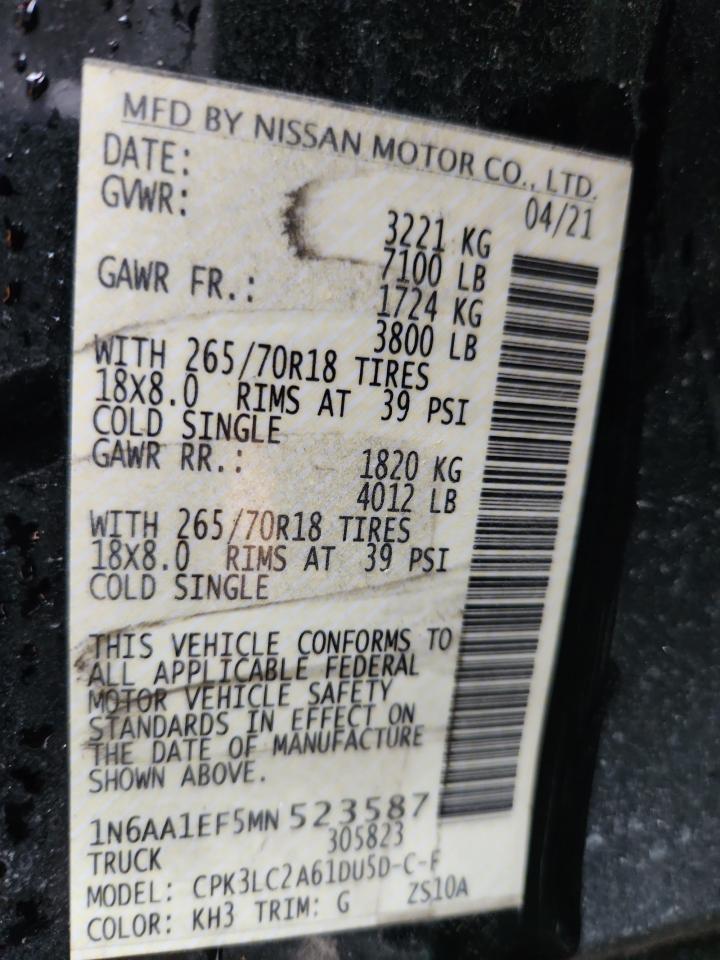 MFD BY NISSAN MOTOR CO., LTD.
DATE: 04/21
GVWR: 3221 KG
7100 LB
GAWR FR.: 1724 KG
3800 LB
WITH 265/70R18 TIRES
18X8.0 RIMS AT 39 PSI
COLD SINGLE
GAWR RR.: 1820 KG
4012 LB
WITH 265/70R18 TIRES
18X8.0 RIMS AT 39 PSI
COLD SINGLE
THIS VEHICLE CONFORMS TO
ALL APPLICABLE FEDERAL
MOTOR VEHICLE SAFETY
STANDARDS IN EFFECT ON
THE DATE OF MANUFACTURE
SHOWN ABOVE.
1N6AA1EF5MN 523587
305823
TRUCK
MODEL: CPK3LC2A61DU5D-C-F
COLOR: KH3 TRIM: G ZS10A